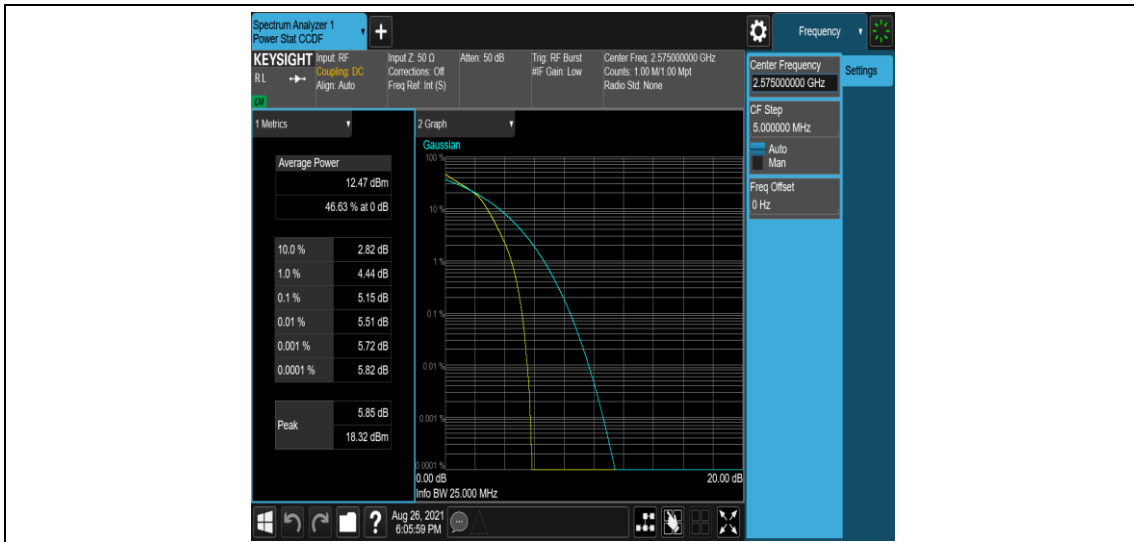 Spectrum Analyzer 1
Power Stat CCDF
Frequency
KEYSIGHT
RL
LXI
Input: RF
Coupling: DC
Align: Auto
Input Z: 50 Ω
Corrections: Off
Freq Ref: Int (S)
Atten: 50 dB
Trig: RF Burst
#IF Gain: Low
Center Freq: 2.575000000 GHz
Counts: 1.00 M/1.00 Mpt
Radio Std: None
Center Frequency
2.575000000 GHz
Settings
CF Step
5.000000 MHz
Auto
Man
Freq Offset
0 Hz
1 Metrics
Average Power
12.47 dBm
46.63 % at 0 dB
10.0 % 2.82 dB
1.0 % 4.44 dB
0.1 % 5.15 dB
0.01 % 5.51 dB
0.001 % 5.72 dB
0.0001 % 5.82 dB
Peak
5.85 dB
18.32 dBm
2 Graph
Gaussian
100 %
10 %
1 %
0.1 %
0.01 %
0.001 %
0.0001 %
0.00 dB 20.00 dB
Info BW 25.000 MHz
?
Aug 26, 2021
6:05:59 PM